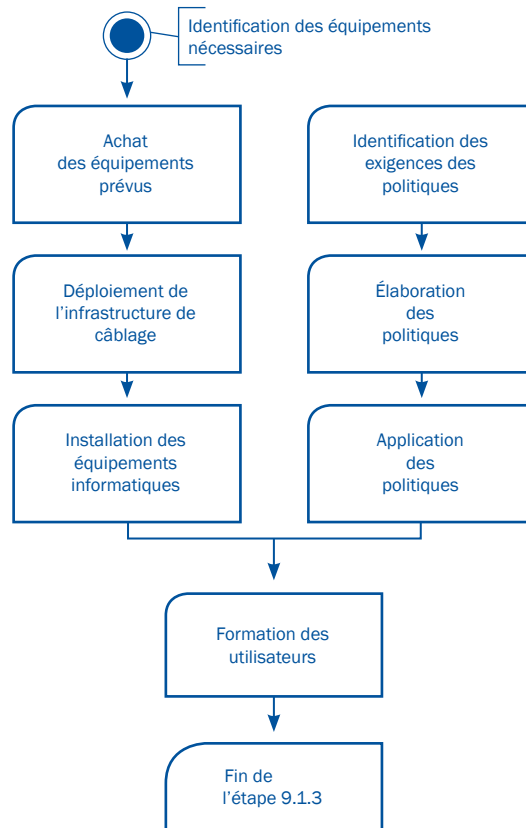 Identification des équipements
nécessaires
Achat
des équipements
prévus
Identification des
exigences des
politiques
Déploiement de
l’infrastructure de
câblage
Élaboration
des
politiques
Installation des
équipements
informatiques
Application
des
politiques
Formation des
utilisateurs
Fin de
l’étape 9.1.3